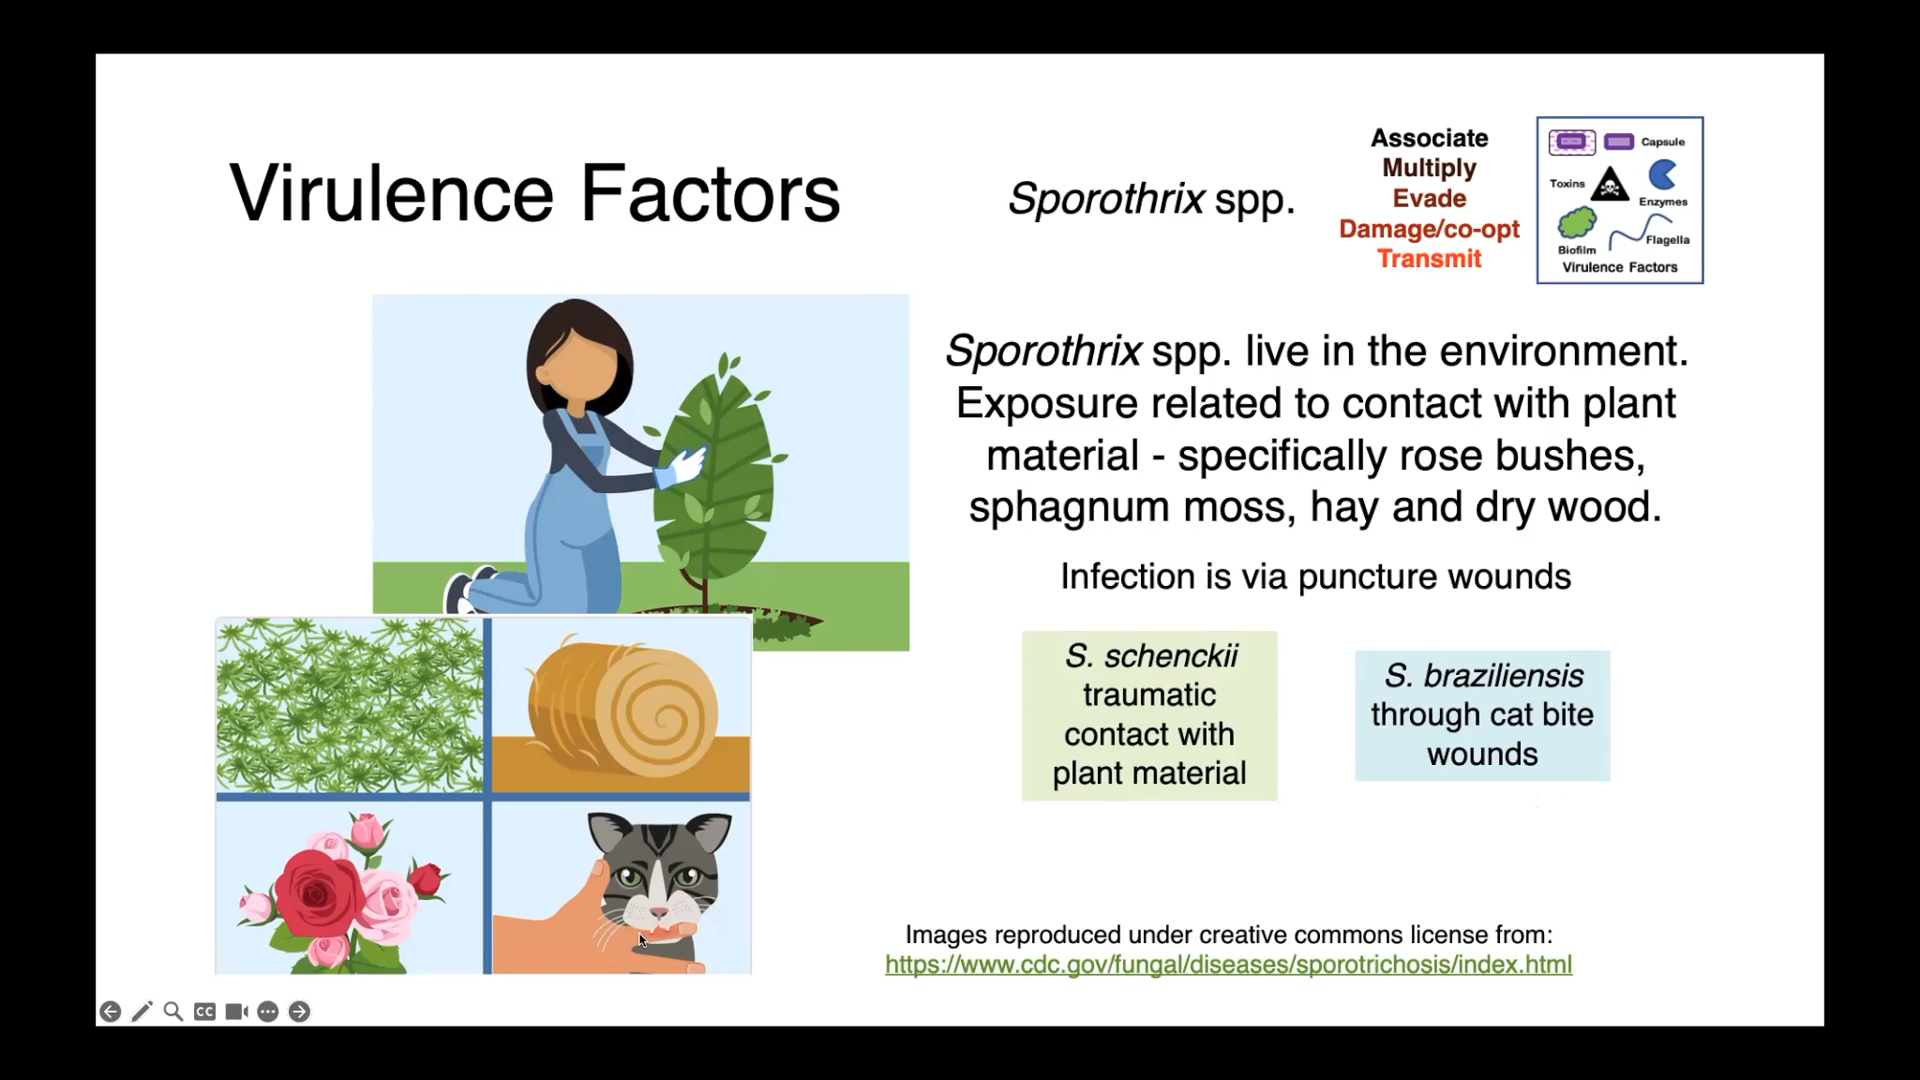 Virulence Factors
Sporothrix spp.
Associate
Multiply
Evade
Damage/co-opt
Transmit
Capsule
Toxins
Enzymes
Biofilm
Flagella
Virulence Factors
Sporothrix spp. live in the environment.
Exposure related to contact with plant
material - specifically rose bushes,
sphagnum moss, hay and dry wood.
Infection is via puncture wounds
S. schenckii
traumatic
contact with
plant material
S. braziliensis
through cat bite
wounds
Images reproduced under creative commons license from:
https://www.cdc.gov/fungal/diseases/sporotrichosis/index.html
CC